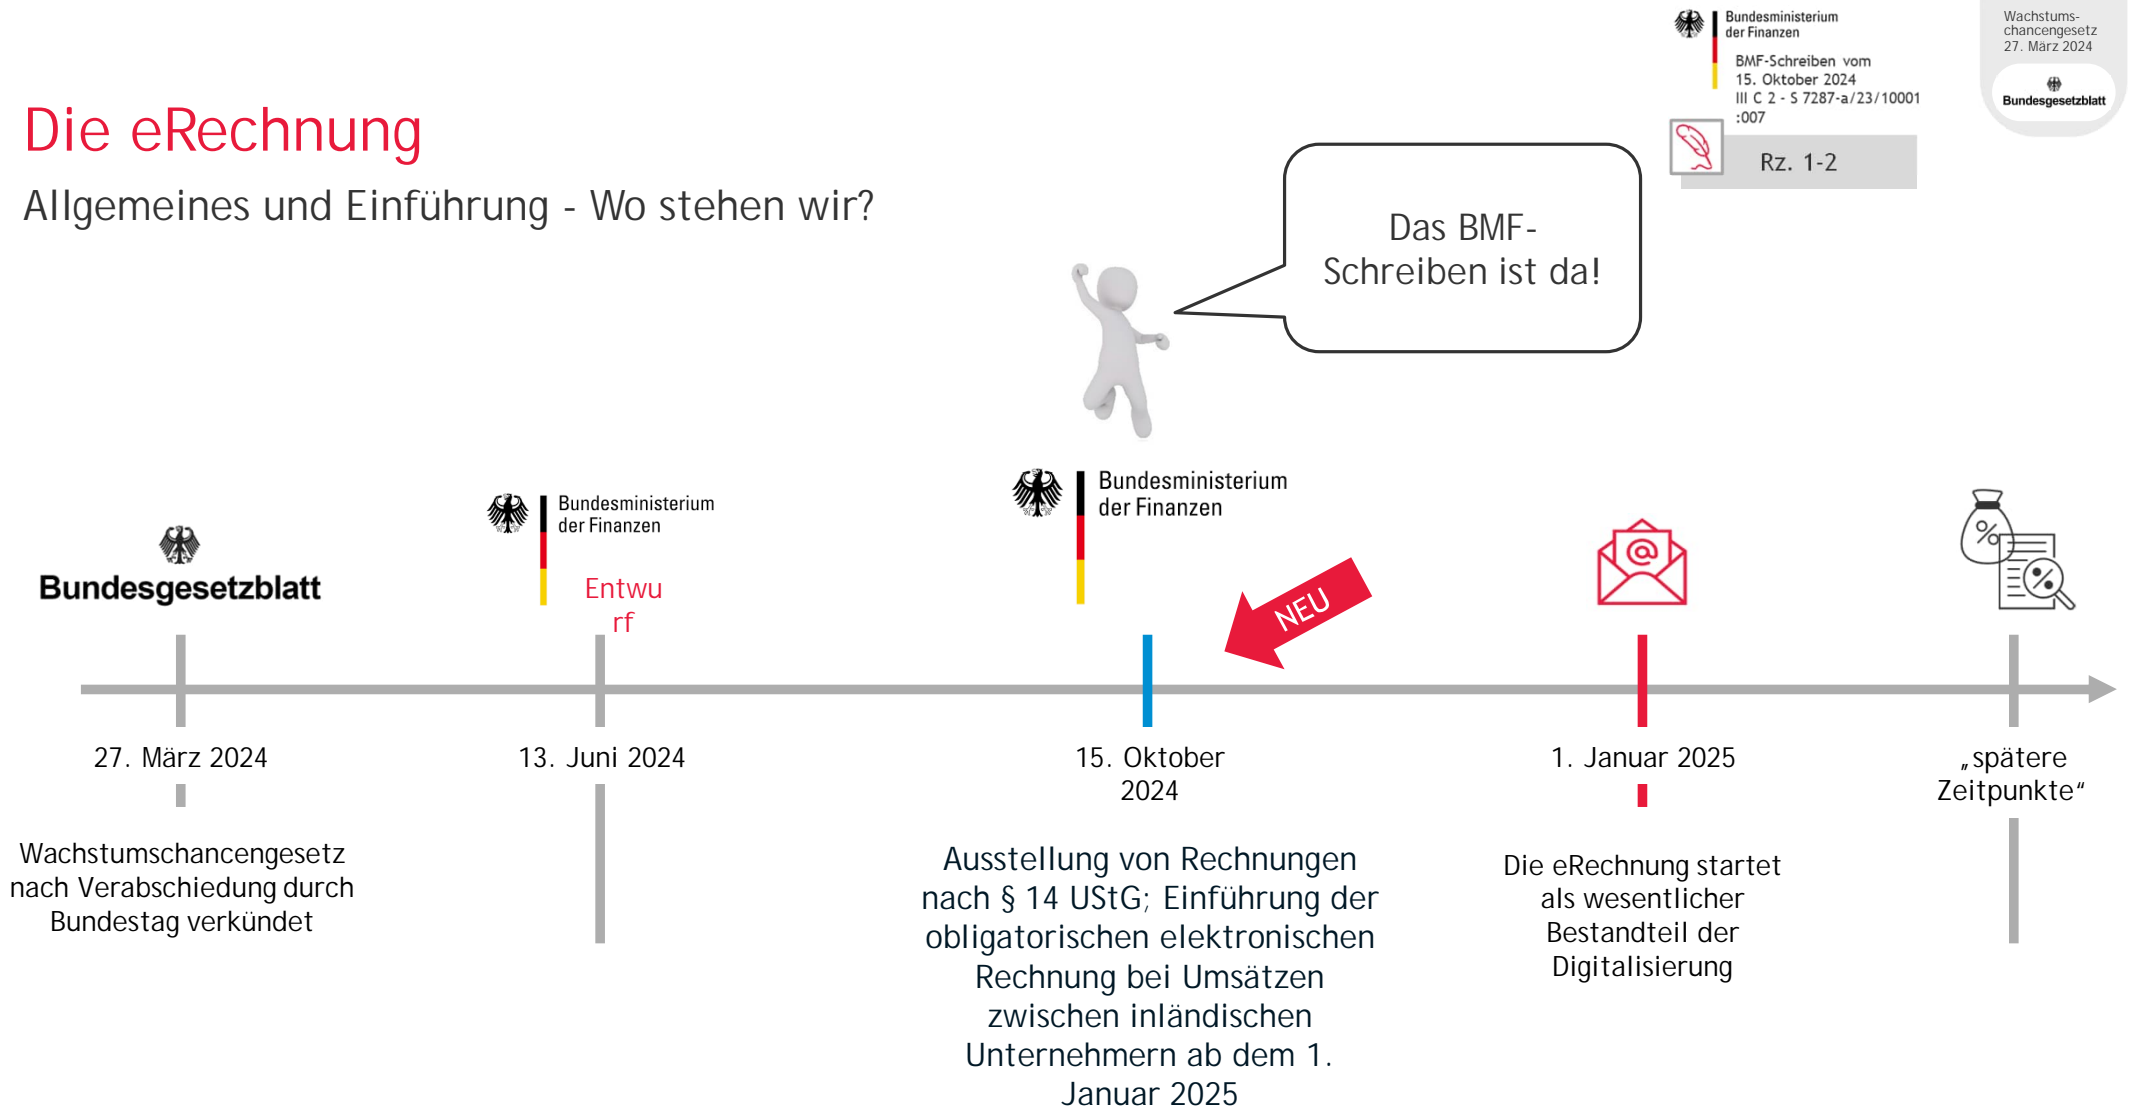 Bundesministerium
der Finanzen
BMF-Schreiben vom
15. Oktober 2024
III C 2 - S 7287-a/23/10001
:007
Rz. 1-2
Wachstums-
chancengesetz
27. März 2024
Bundesgesetzblatt
Die eRechnung
Allgemeines und Einführung - Wo stehen wir?
Das BMF-
Schreiben ist da!
Bundesgesetzblatt
Bundesministerium
der Finanzen
Entwu
rf
Bundesministerium
der Finanzen
NEU
@
%
%
27. März 2024
13. Juni 2024
15. Oktober
2024
1. Januar 2025
„spätere
Zeitpunkte“
Wachstumschancengesetz
nach Verabschiedung durch
Bundestag verkündet
Ausstellung von Rechnungen
nach § 14 UStG; Einführung der
obligatorischen elektronischen
Rechnung bei Umsätzen
zwischen inländischen
Unternehmern ab dem 1.
Januar 2025
Die eRechnung startet
als wesentlicher
Bestandteil der
Digitalisierung